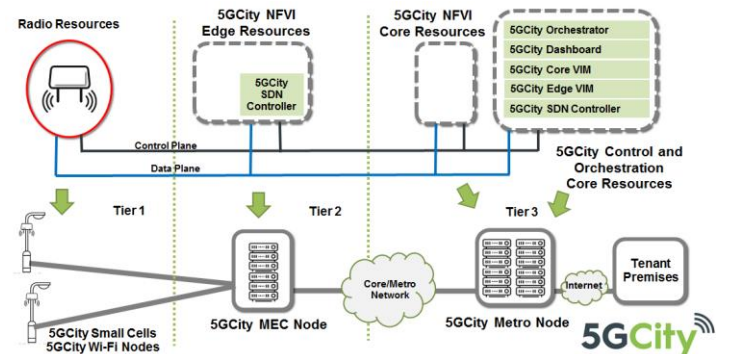 Radio Resources
5GCity NFVI
Edge Resources
5GCity NFVI
Core Resources
5GCity
SDN
Controller
5GCity Orchestrator
5GCity Dashboard
5GCity Core VIM
5GCity Edge VIM
5GCity SDN Controller
Control Plane
Data Plane
5GCity Control and
Orchestration
Core Resources
Tier 1
Tier 2
Tier 3
Core/Metro
Network
Internet
Tenant
Premises
5GCity Small Cells
5GCity Wi-Fi Nodes
5GCity MEC Node
5GCity Metro Node
5GCity